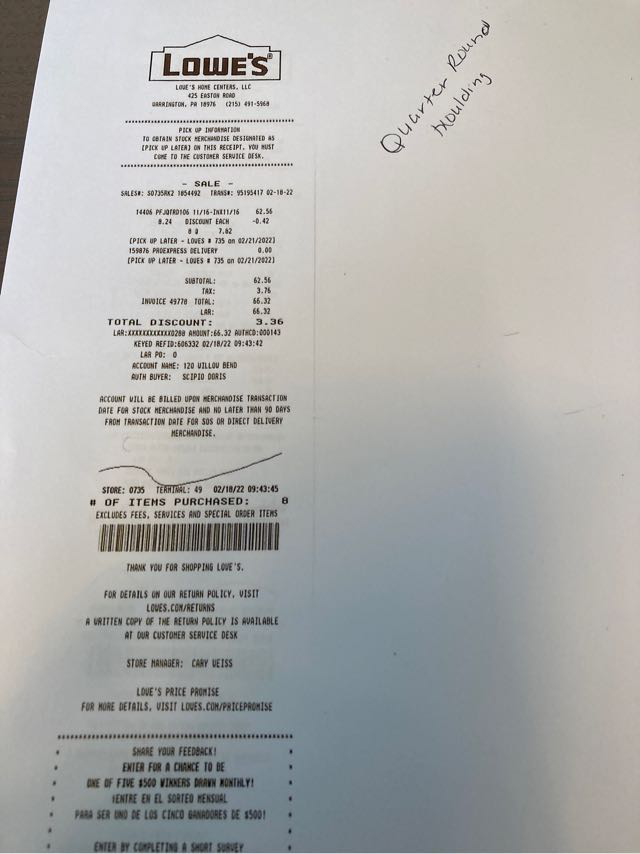 LOWE'S®
LOWE'S HOME CENTERS, LLC
425 EASTON ROAD
WARRINGTON, PA 18976 (215) 491-5968
PICK UP INFORMATION
TO OBTAIN STOCK MERCHANDISE DESIGNATED AS
[PICK UP LATER] ON THIS RECEIPT, YOU MUST
COME TO THE CUSTOMER SERVICE DESK.
- SALE -
SALES#: S0735RK2 1854492 TRANS#: 95195417 02-18-22
14406 PFJQTRD106 11/16-INX11/16 62.56
8.24 DISCOUNT EACH -0.42
8 @ 7.82
[PICK UP LATER - LOWES # 735 on 02/21/2022]
159876 PROEXPRESS DELIVERY 0.00
[PICK UP LATER - LOWES # 735 on 02/21/2022]
SUBTOTAL: 62.56
TAX: 3.76
INVOICE 49770 TOTAL: 66.32
LAR: 66.32
TOTAL DISCOUNT: 3.36
LAR:XXXXXXXXXXXX0288 AMOUNT:66.32 AUTHCD:000143
KEYED REFID:606332 02/18/22 09:43:42
LAR PO: 0
ACCOUNT NAME: 120 WILLOW BEND
AUTH BUYER: SCIPIO DORIS
ACCOUNT WILL BE BILLED UPON MERCHANDISE TRANSACTION
DATE FOR STOCK MERCHANDISE AND NO LATER THAN 90 DAYS
FROM TRANSACTION DATE FOR SOS OR DIRECT DELIVERY
MERCHANDISE.
STORE: 0735 TERMINAL: 49 02/18/22 09:43:45
# OF ITEMS PURCHASED: 8
EXCLUDES FEES, SERVICES AND SPECIAL ORDER ITEMS
THANK YOU FOR SHOPPING LOWE'S.
FOR DETAILS ON OUR RETURN POLICY, VISIT
LOWES.COM/RETURNS
A WRITTEN COPY OF THE RETURN POLICY IS AVAILABLE
AT OUR CUSTOMER SERVICE DESK
STORE MANAGER: CARY WEISS
LOWE'S PRICE PROMISE
FOR MORE DETAILS, VISIT LOWES.COM/PRICEPROMISE
SHARE YOUR FEEDBACK!
ENTER FOR A CHANCE TO BE
ONE OF FIVE $500 WINNERS DRAWN MONTHLY!
¡ENTRE EN EL SORTEO MENSUAL
PARA SER UNO DE LOS CINCO GANADORES DE $500!
ENTER BY COMPLETING A SHORT SURVEY
Quarter Round
Moulding